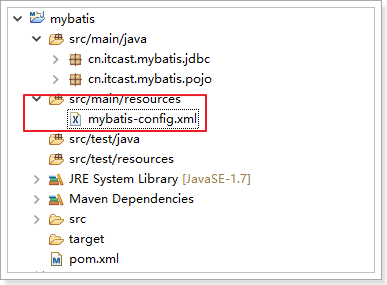 mybatis
src/main/java
cn.itcast.mybatis.jdbc
cn.itcast.mybatis.pojo
src/main/resources
mybatis-config.xml
src/test/java
src/test/resources
JRE System Library [JavaSE-1.7]
Maven Dependencies
src
target
pom.xml